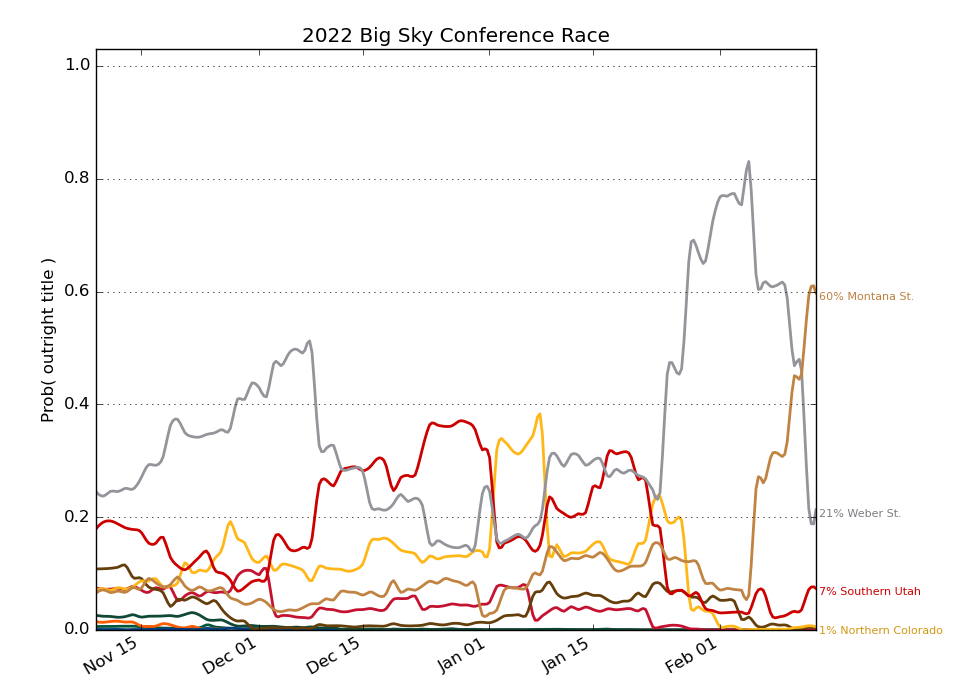 2022 Big Sky Conference Race
1.0
0.8
0.6
0.4
0.2
0.0
Prob( outright title )
60% Montana St.
21% Weber St.
7% Southern Utah
1% Northern Colorado
Nov 15
Dec 01
Dec 15
Jan 01
Jan 15
Feb 01